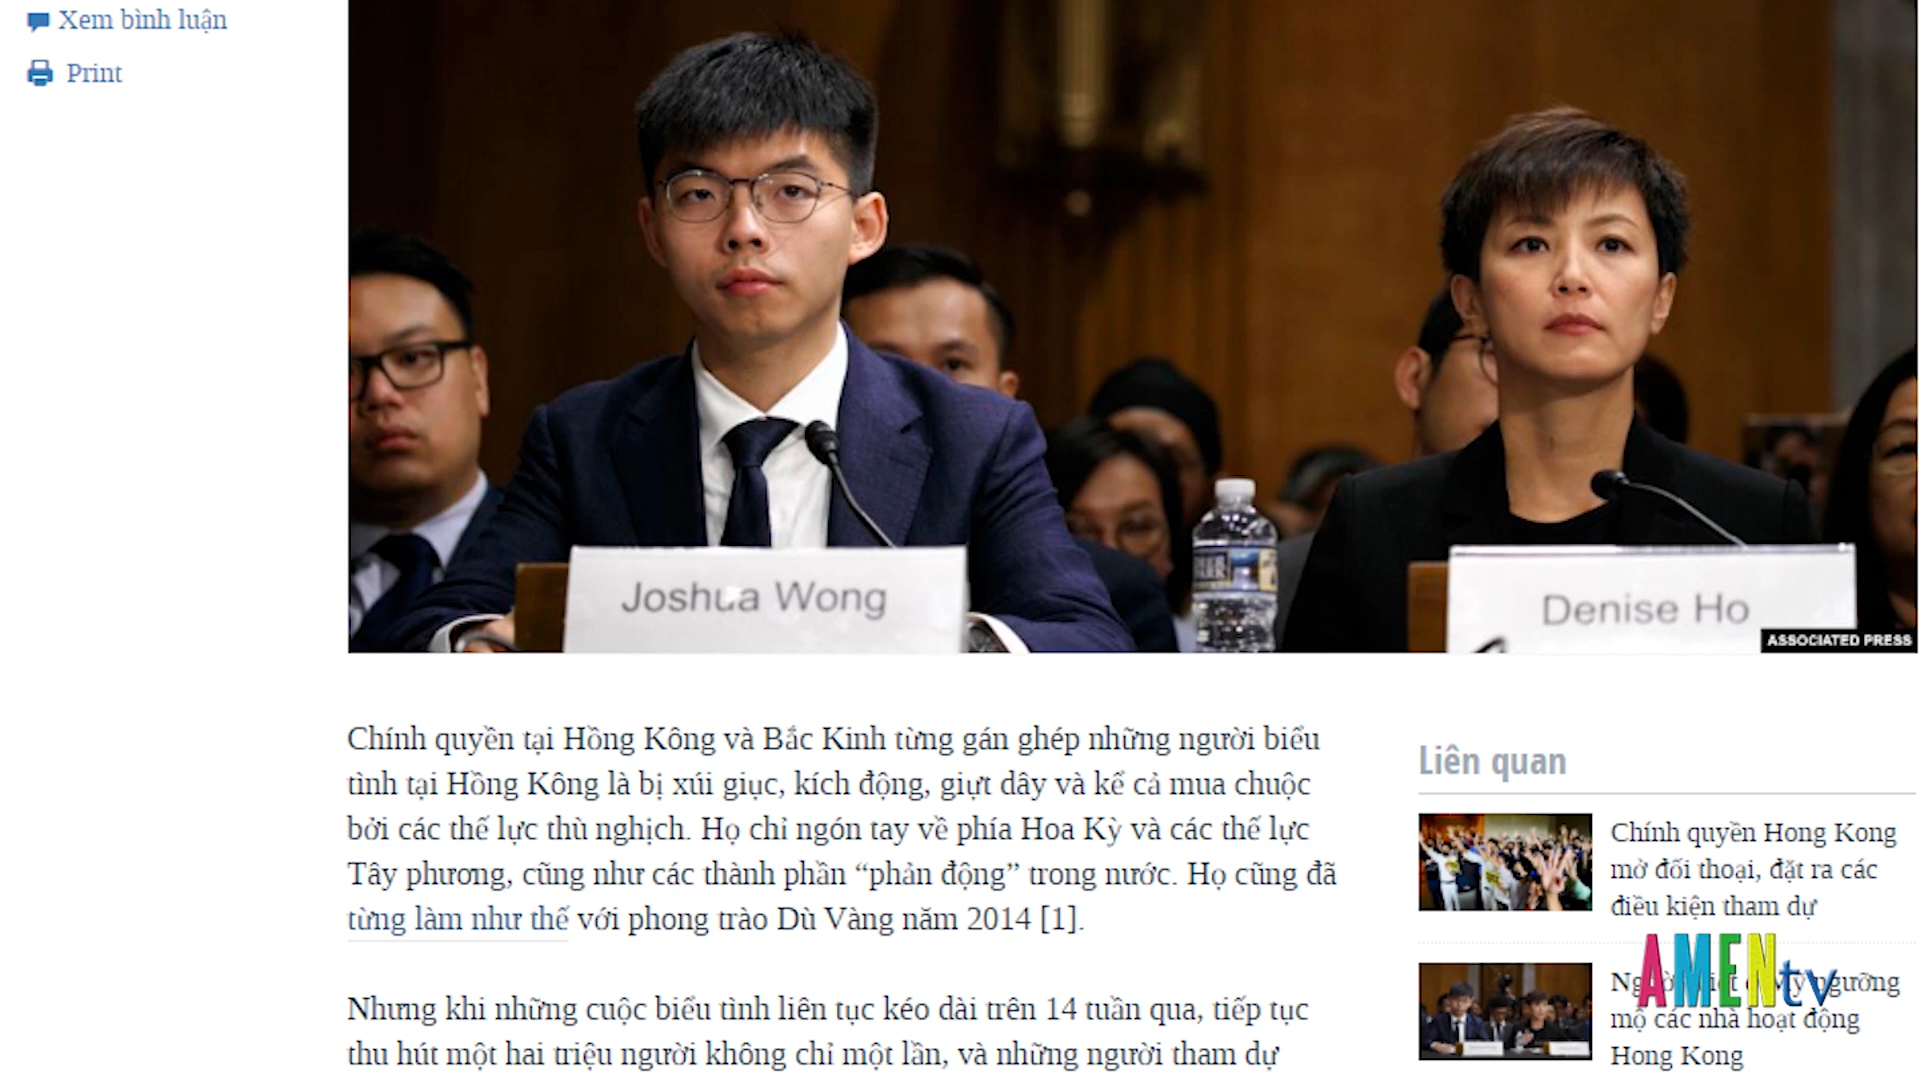 Xem bình luận
Print
Joshua Wong
Denise Ho
ASSOCIATED PRESS
Chính quyền tại Hồng Kông và Bắc Kinh từng gán ghép những người biểu
tình tại Hồng Kông là bị xúi giục, kích động, giựt dây và kể cả mua chuộc
bởi các thế lực thù nghịch. Họ chỉ ngón tay về phía Hoa Kỳ và các thế lực
Tây phương, cũng như các thành phần “phản động” trong nước. Họ cũng đã
từng làm như thế với phong trào Dù Vàng năm 2014 [1].
Nhưng khi những cuộc biểu tình liên tục kéo dài trên 14 tuần qua, tiếp tục
thu hút một hai triệu người không chỉ một lần, và những người tham dự
Liên quan
Chính quyền Hong Kong
mở đối thoại, đặt ra các
điều kiện tham dự
Mỹ ngưỡng
mộ các nhà hoạt động
Hong Kong
AMENtv